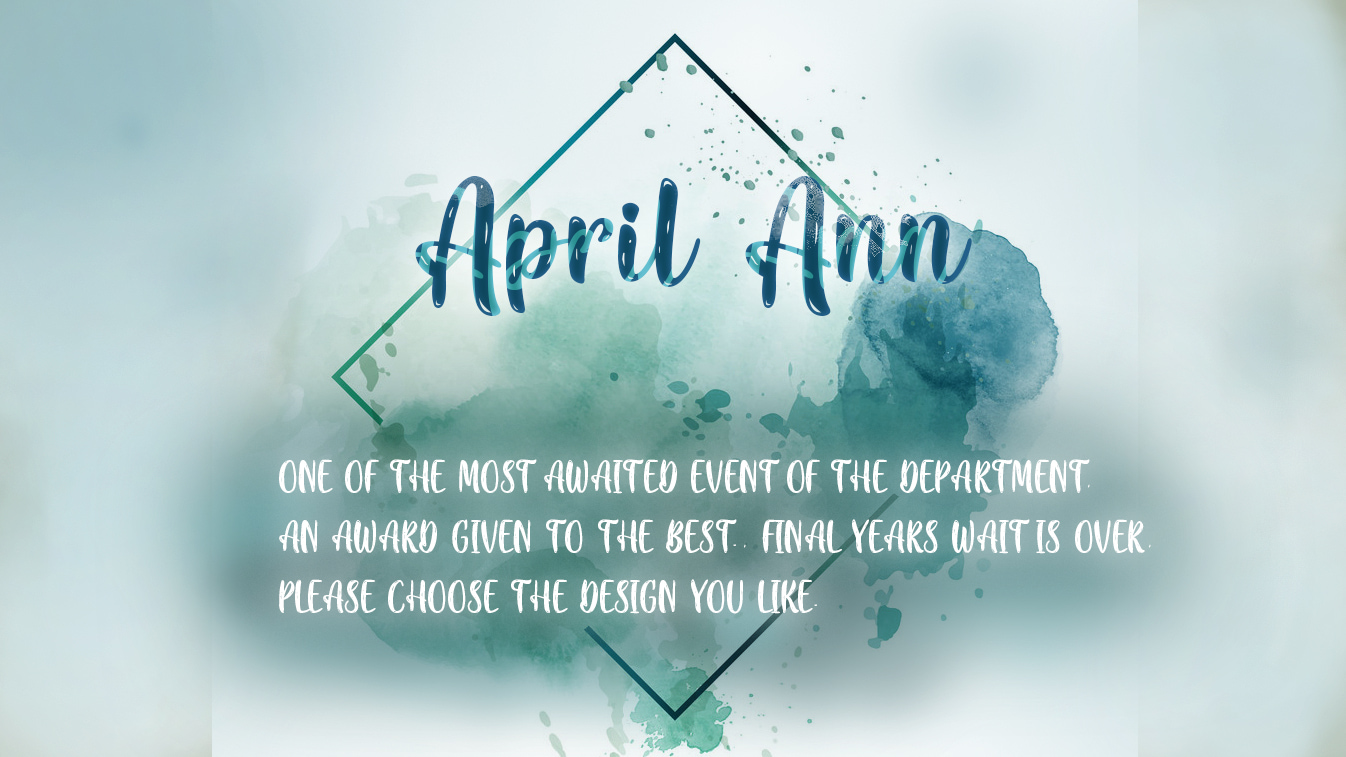 April Ann
ONE OF THE MOST AWAITED EVENT OF THE DEPARTMENT.
AN AWARD GIVEN TO THE BEST.. FINAL YEARS WAIT IS OVER.
PLEASE CHOOSE THE DESIGN YOU LIKE.